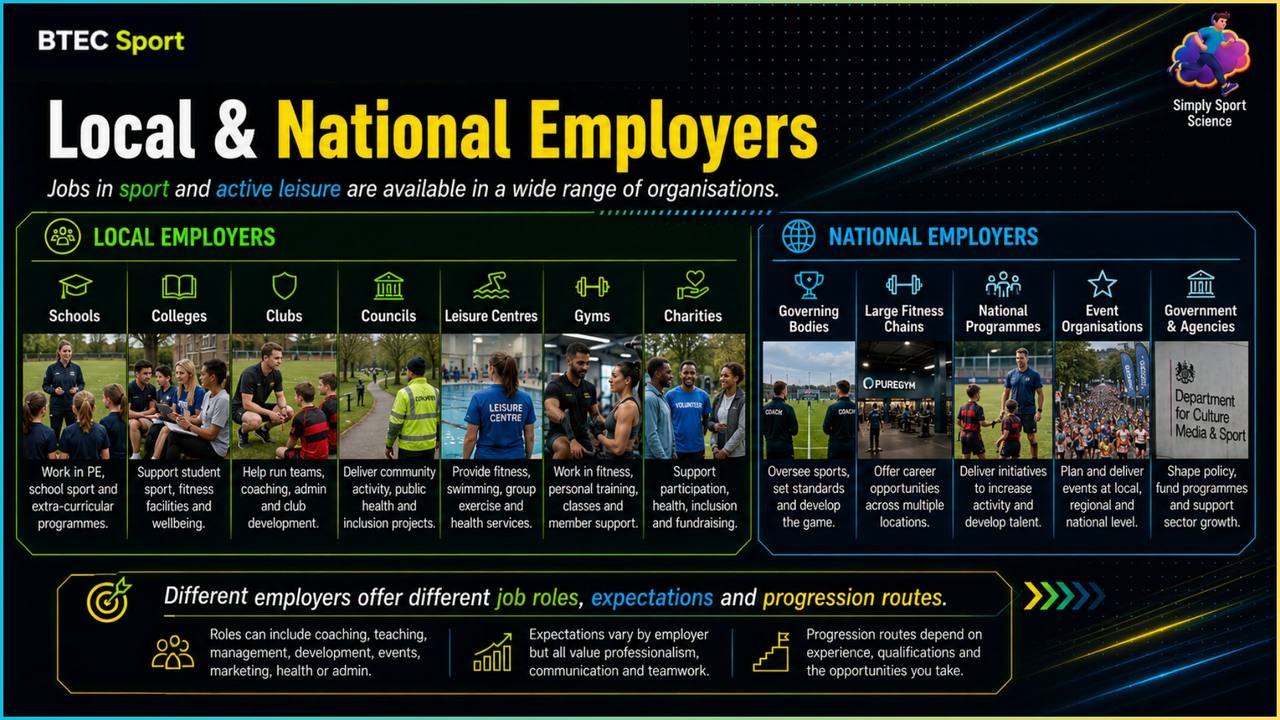 BTEC Sport
Simply Sport
Science
Local & National Employers
Jobs in sport and active leisure are available in a wide range of organisations.
LOCAL EMPLOYERS
Schools
Work in PE,
school sport and
extra-curricular
programmes.
Colleges
Support student
sport, fitness
facilities and
wellbeing.
Clubs
Help run teams,
coaching, admin
and club
development.
Councils
Deliver community
activity, public
health and
inclusion projects.
Leisure Centres
LEISURE
CENTRE
Provide fitness,
swimming, group
exercise and
health services.
Gyms
Work in fitness,
personal training,
classes and
member support.
Charities
VOLUNTEER
Support
participation,
health, inclusion
and fundraising.
NATIONAL EMPLOYERS
Governing
Bodies
COACH
COACH
Oversee sports,
set standards
and develop
the game.
Large Fitness
Chains
PUREGYM
Offer career
opportunities
across multiple
locations.
National
Programmes
Deliver initiatives
to increase
activity and
develop talent.
Event
Organisations
Plan and deliver
events at local,
regional and
national level.
Government
& Agencies
Department
for Culture
Media & Sport
Shape policy,
fund programmes
and support
sector growth.
Different employers offer different job roles, expectations and progression routes.
Roles can include coaching, teaching,
management, development, events,
marketing, health or admin.
Expectations vary by employer
but all value professionalism,
communication and teamwork.
Progression routes depend on
experience, qualifications and
the opportunities you take.